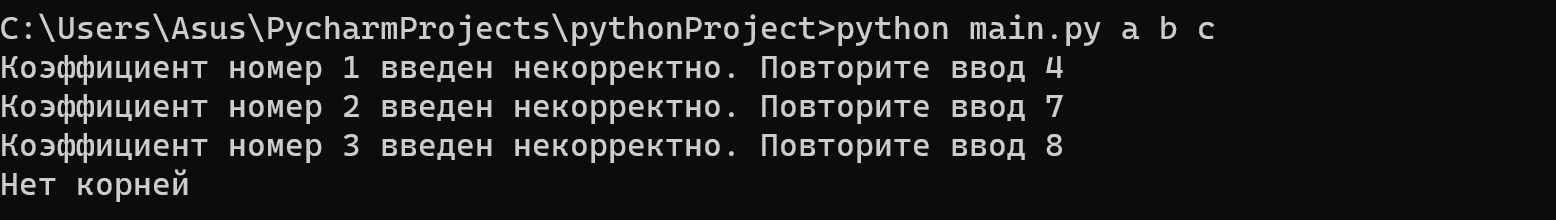 C:\Users\Asus\PycharmProjects\pythonProject>python main.py a b c
Коэффициент номер 1 введен некорректно. Повторите ввод 4
Коэффициент номер 2 введен некорректно. Повторите ввод 7
Коэффициент номер 3 введен некорректно. Повторите ввод 8
Нет корней